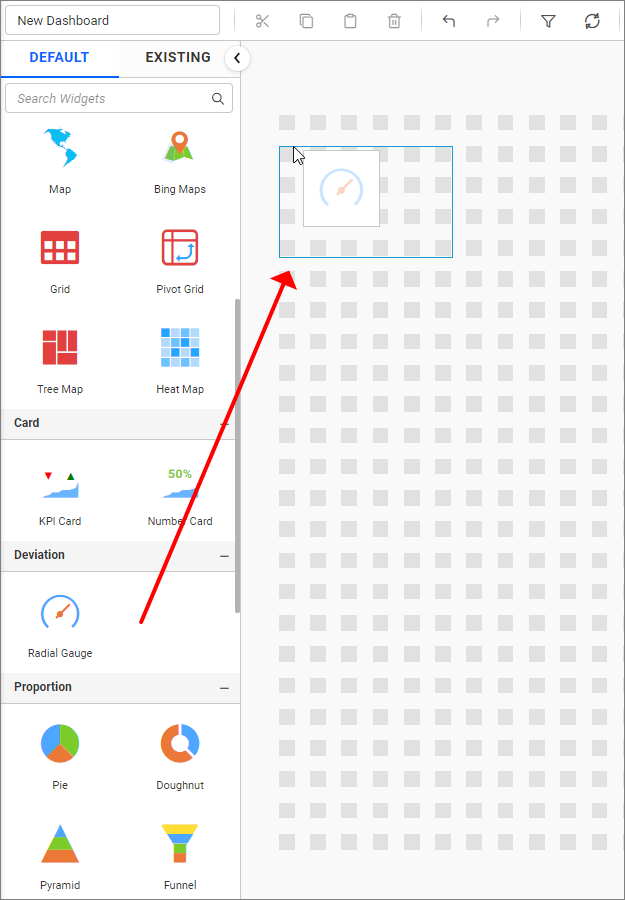 New Dashboard
DEFAULT EXISTING
Search Widgets
Map Bing Maps
Grid Pivot Grid
Tree Map Heat Map
Card
50%
KPI Card Number Card
Deviation
Radial Gauge
Proportion
Pie Doughnut
Pyramid Funnel